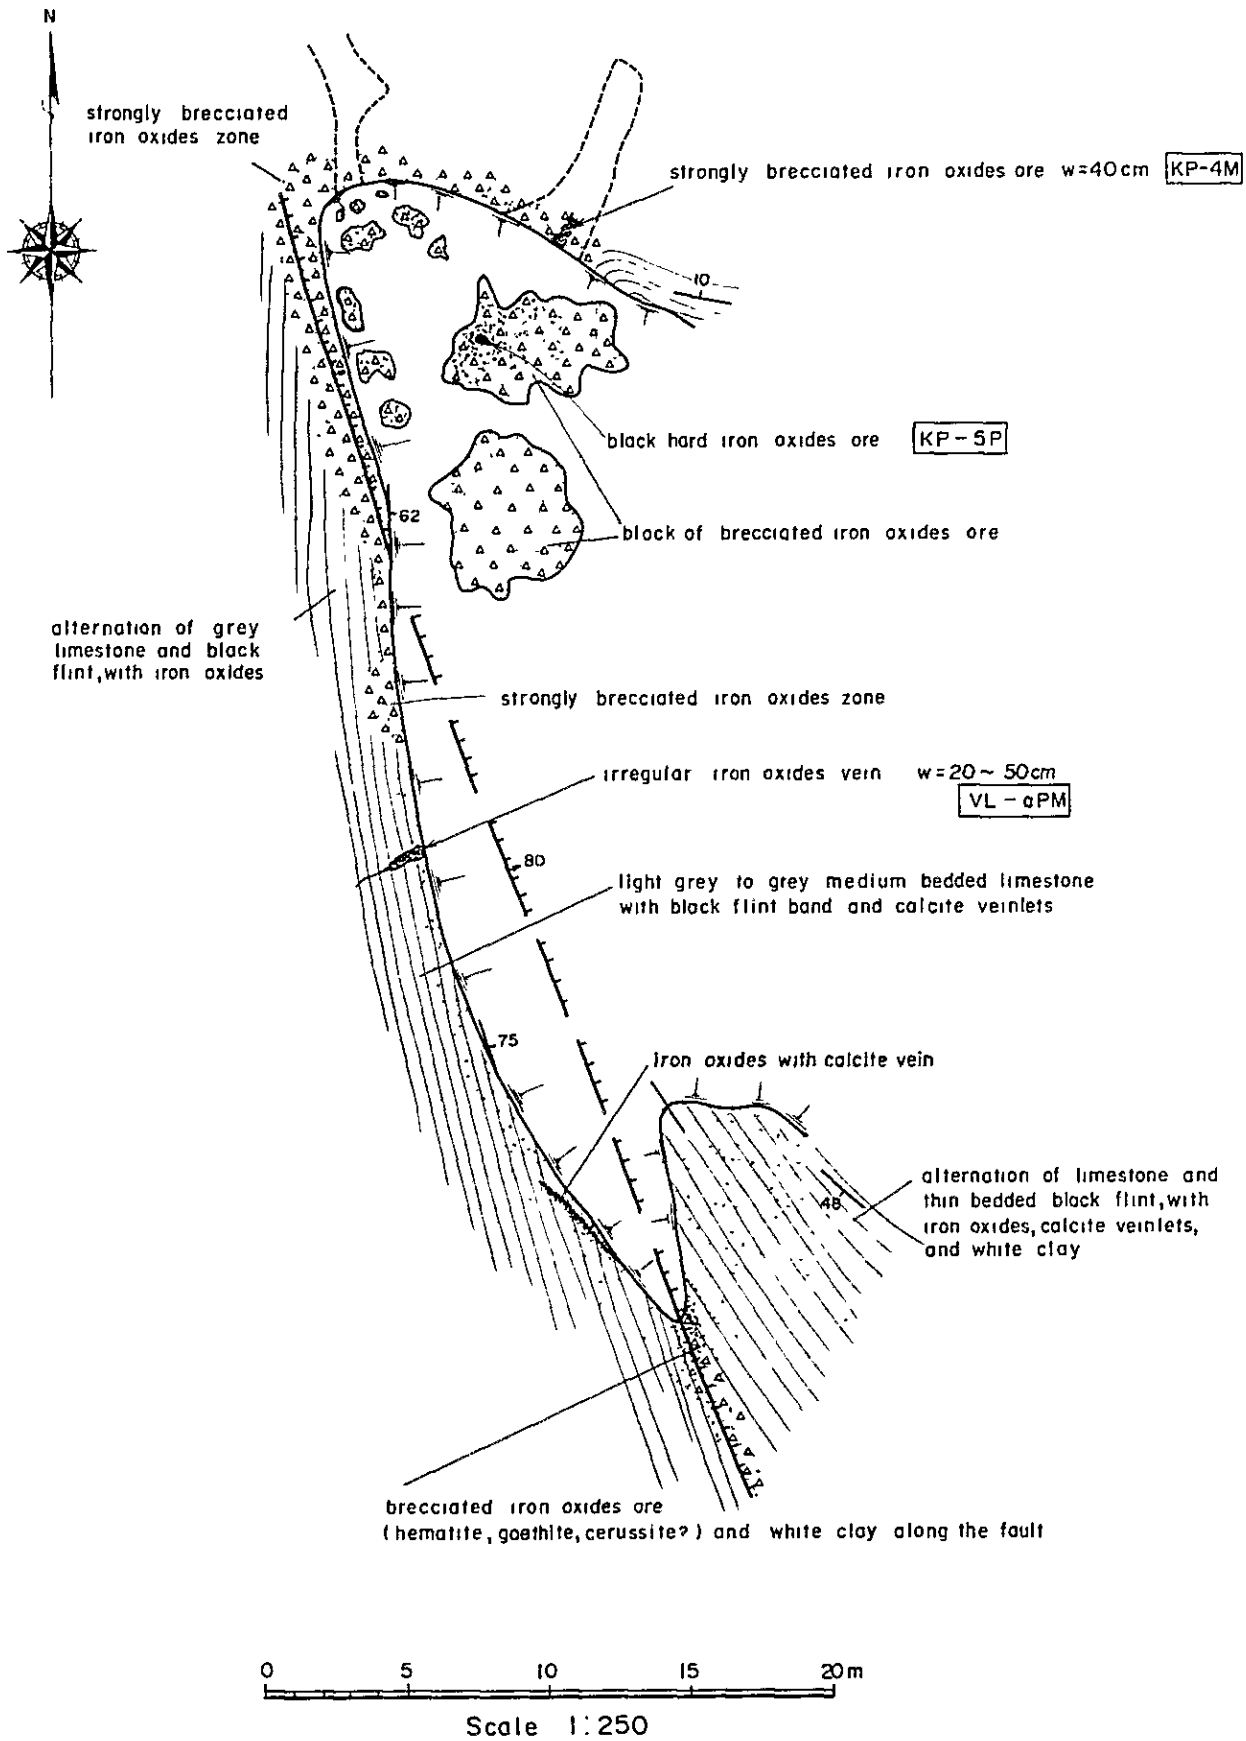 N
strongly brecciated
iron oxides zone
strongly brecciated iron oxides ore w=40cm KP-4M
10
black hard iron oxides ore KP-5P
62
block of brecciated iron oxides ore
alternation of grey
limestone and black
flint, with iron oxides
strongly brecciated iron oxides zone
irregular iron oxides vein w=20~50cm
VL-aPM
80
light grey to grey medium bedded limestone
with black flint band and calcite veinlets
75
iron oxides with calcite vein
alternation of limestone and
thin bedded black flint, with
iron oxides, calcite veinlets,
and white clay
48
brecciated iron oxides ore
(hematite, goethite, cerussite?) and white clay along the fault
0 5 10 15 20m
Scale 1:250